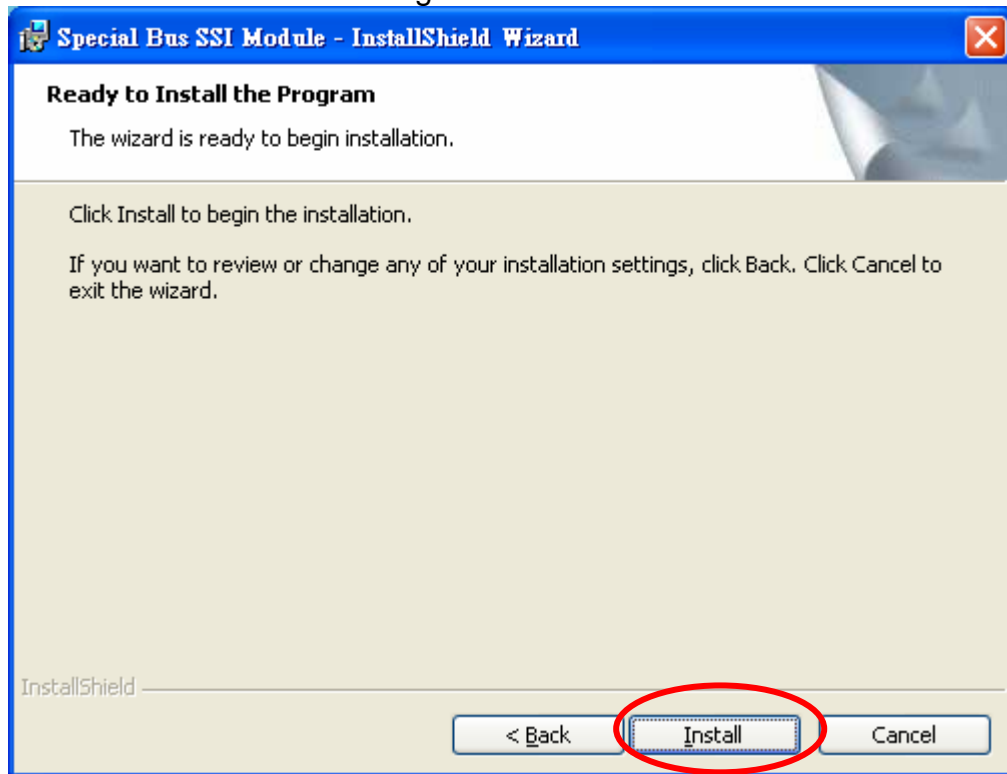 Special Bus SSI Module - InstallShield Wizard
Ready to Install the Program
The wizard is ready to begin installation.
Click Install to begin the installation.
If you want to review or change any of your installation settings, click Back. Click Cancel to
exit the wizard.
InstallShield
< Back Install Cancel